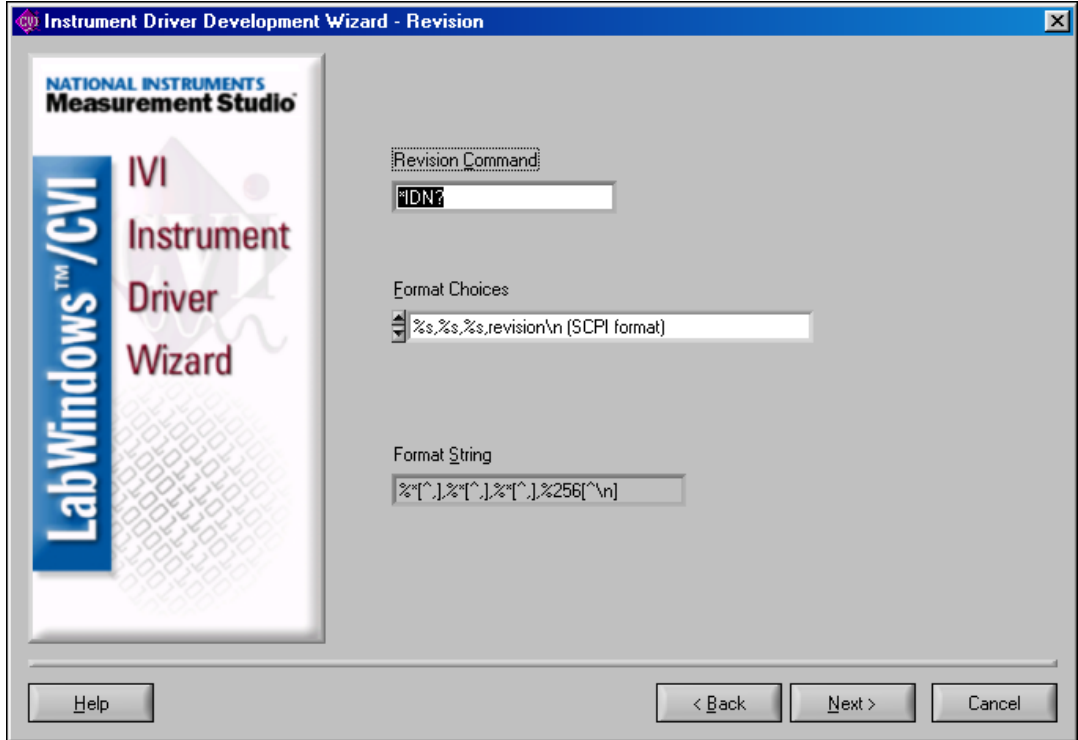 Instrument Driver Development Wizard - Revision
NATIONAL INSTRUMENTS
Measurement Studio
LabWindows™/CVI
IVI
Instrument
Driver
Wizard
Revision Command
*IDN?
Format Choices
%s,%s,%s,revision\n (SCPI format)
Format String
%*[^,],%*[^,],%*[^,],%256[^\n]
Help
< Back
Next >
Cancel